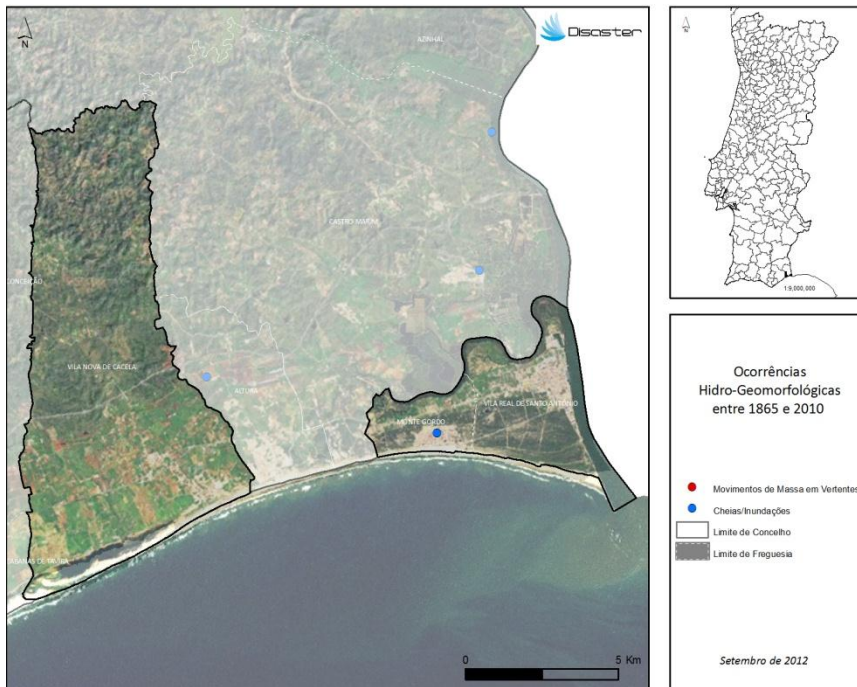 N
Disaster
AZINHAL
CASTRO MARIM
CONCEIÇÃO
VILA NOVA DE CACELA
ALTURA
VILA REAL DE SANTO ANTÓNIO
MONTE GORDO
0 5 Km
N
1:9,000,000
Ocorrências
Hidro-Geomorfológicas
entre 1865 e 2010
Movimentos de Massa em Vertentes
Cheias/Inundações
Limite de Concelho
Limite de Freguesia
Setembro de 2012